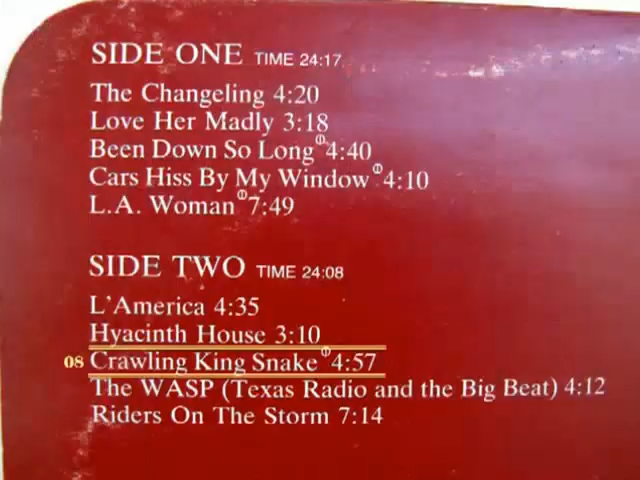 SIDE ONE TIME 24:17
The Changeling 4:20
Love Her Madly 3:18
Been Down So Long 4:40
Cars Hiss By My Window 4:10
L.A. Woman 7:49
SIDE TWO TIME 24:08
L'America 4:35
Hyacinth House 3:10
08 Crawling King Snake 4:57
The WASP (Texas Radio and the Big Beat) 4:12
Riders On The Storm 7:14